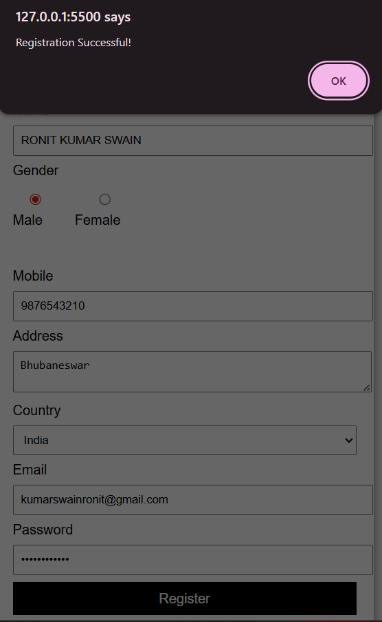 127.0.0.1:5500 says
Registration Successful!
OK
RONIT KUMAR SWAIN
Gender
Male Female
Mobile
9876543210
Address
Bhubaneswar
Country
India
Email
kumarswainronit@gmail.com
Password
••••••••••••
Register